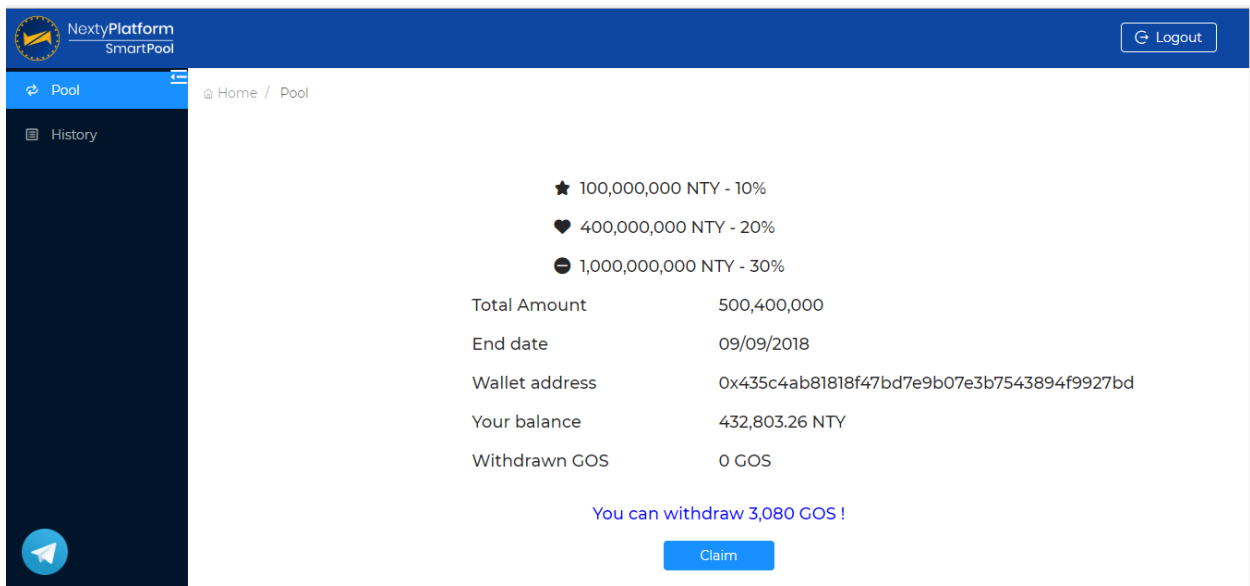 NextyPlatform
SmartPool
Logout
Pool
Home / Pool
History
100,000,000 NTY - 10%
400,000,000 NTY - 20%
1,000,000,000 NTY - 30%
Total Amount 500,400,000
End date 09/09/2018
Wallet address 0x435c4ab81818f47bd7e9b07e3b7543894f9927bd
Your balance 432,803.26 NTY
Withdrawn GOS 0 GOS
You can withdraw 3,080 GOS !
Claim